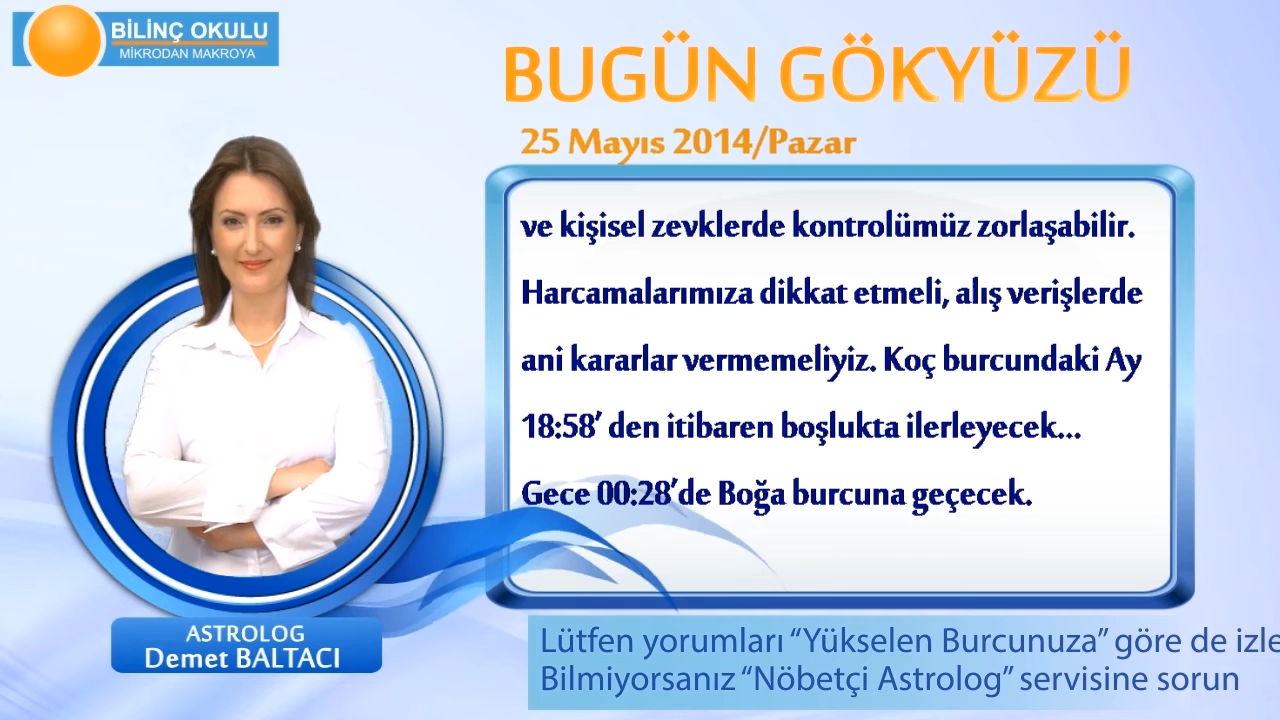 BİLİNÇ OKULU
MİKRODAN MAKROYA
BUGÜN GÖKYÜZÜ
25 Mayıs 2014/Pazar
ve kişisel zevklerde kontrolümüz zorlaşabilir.
Harcamalarımıza dikkat etmeli, alış verişlerde
ani kararlar vermemeliyiz. Koç burcundaki Ay
18:58' den itibaren boşlukta ilerleyecek...
Gece 00:28'de Boğa burcuna geçecek.
ASTROLOG
Demet BALTACI
Lütfen yorumları “Yükselen Burcunuza” göre de izle
Bilmiyorsanız “Nöbetçi Astrolog” servisine sorun